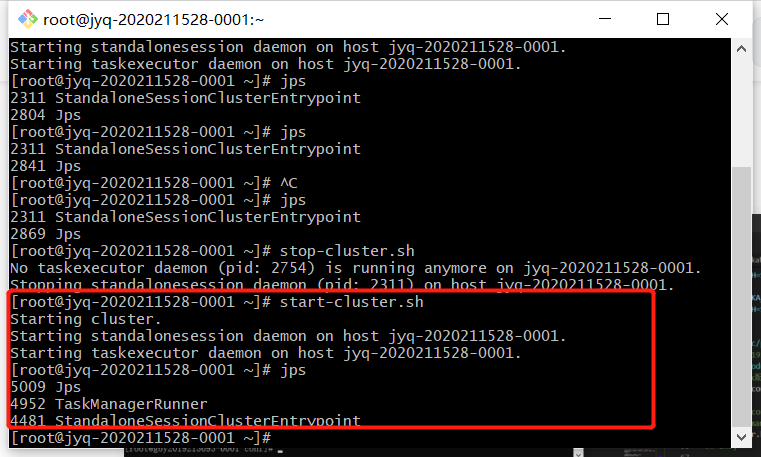 root@jyq-2020211528-0001:~
Starting standalonesession daemon on host jyq-2020211528-0001.
Starting taskexecutor daemon on host jyq-2020211528-0001.
[root@jyq-2020211528-0001 ~]# jps
2311 StandaloneSessionClusterEntrypoint
2804 Jps
[root@jyq-2020211528-0001 ~]# jps
2311 StandaloneSessionClusterEntrypoint
2841 Jps
[root@jyq-2020211528-0001 ~]# ^C
[root@jyq-2020211528-0001 ~]# jps
2311 StandaloneSessionClusterEntrypoint
2869 Jps
[root@jyq-2020211528-0001 ~]# stop-cluster.sh
No taskexecutor daemon (pid: 2754) is running anymore on jyq-2020211528-0001.
Stopping standalonesession daemon (pid: 2311) on host jyq-2020211528-0001.
[root@jyq-2020211528-0001 ~]# start-cluster.sh
Starting cluster.
Starting standalonesession daemon on host jyq-2020211528-0001.
Starting taskexecutor daemon on host jyq-2020211528-0001.
[root@jyq-2020211528-0001 ~]# jps
5009 Jps
4952 TaskManagerRunner
4481 StandaloneSessionClusterEntrypoint
[root@jyq-2020211528-0001 ~]#